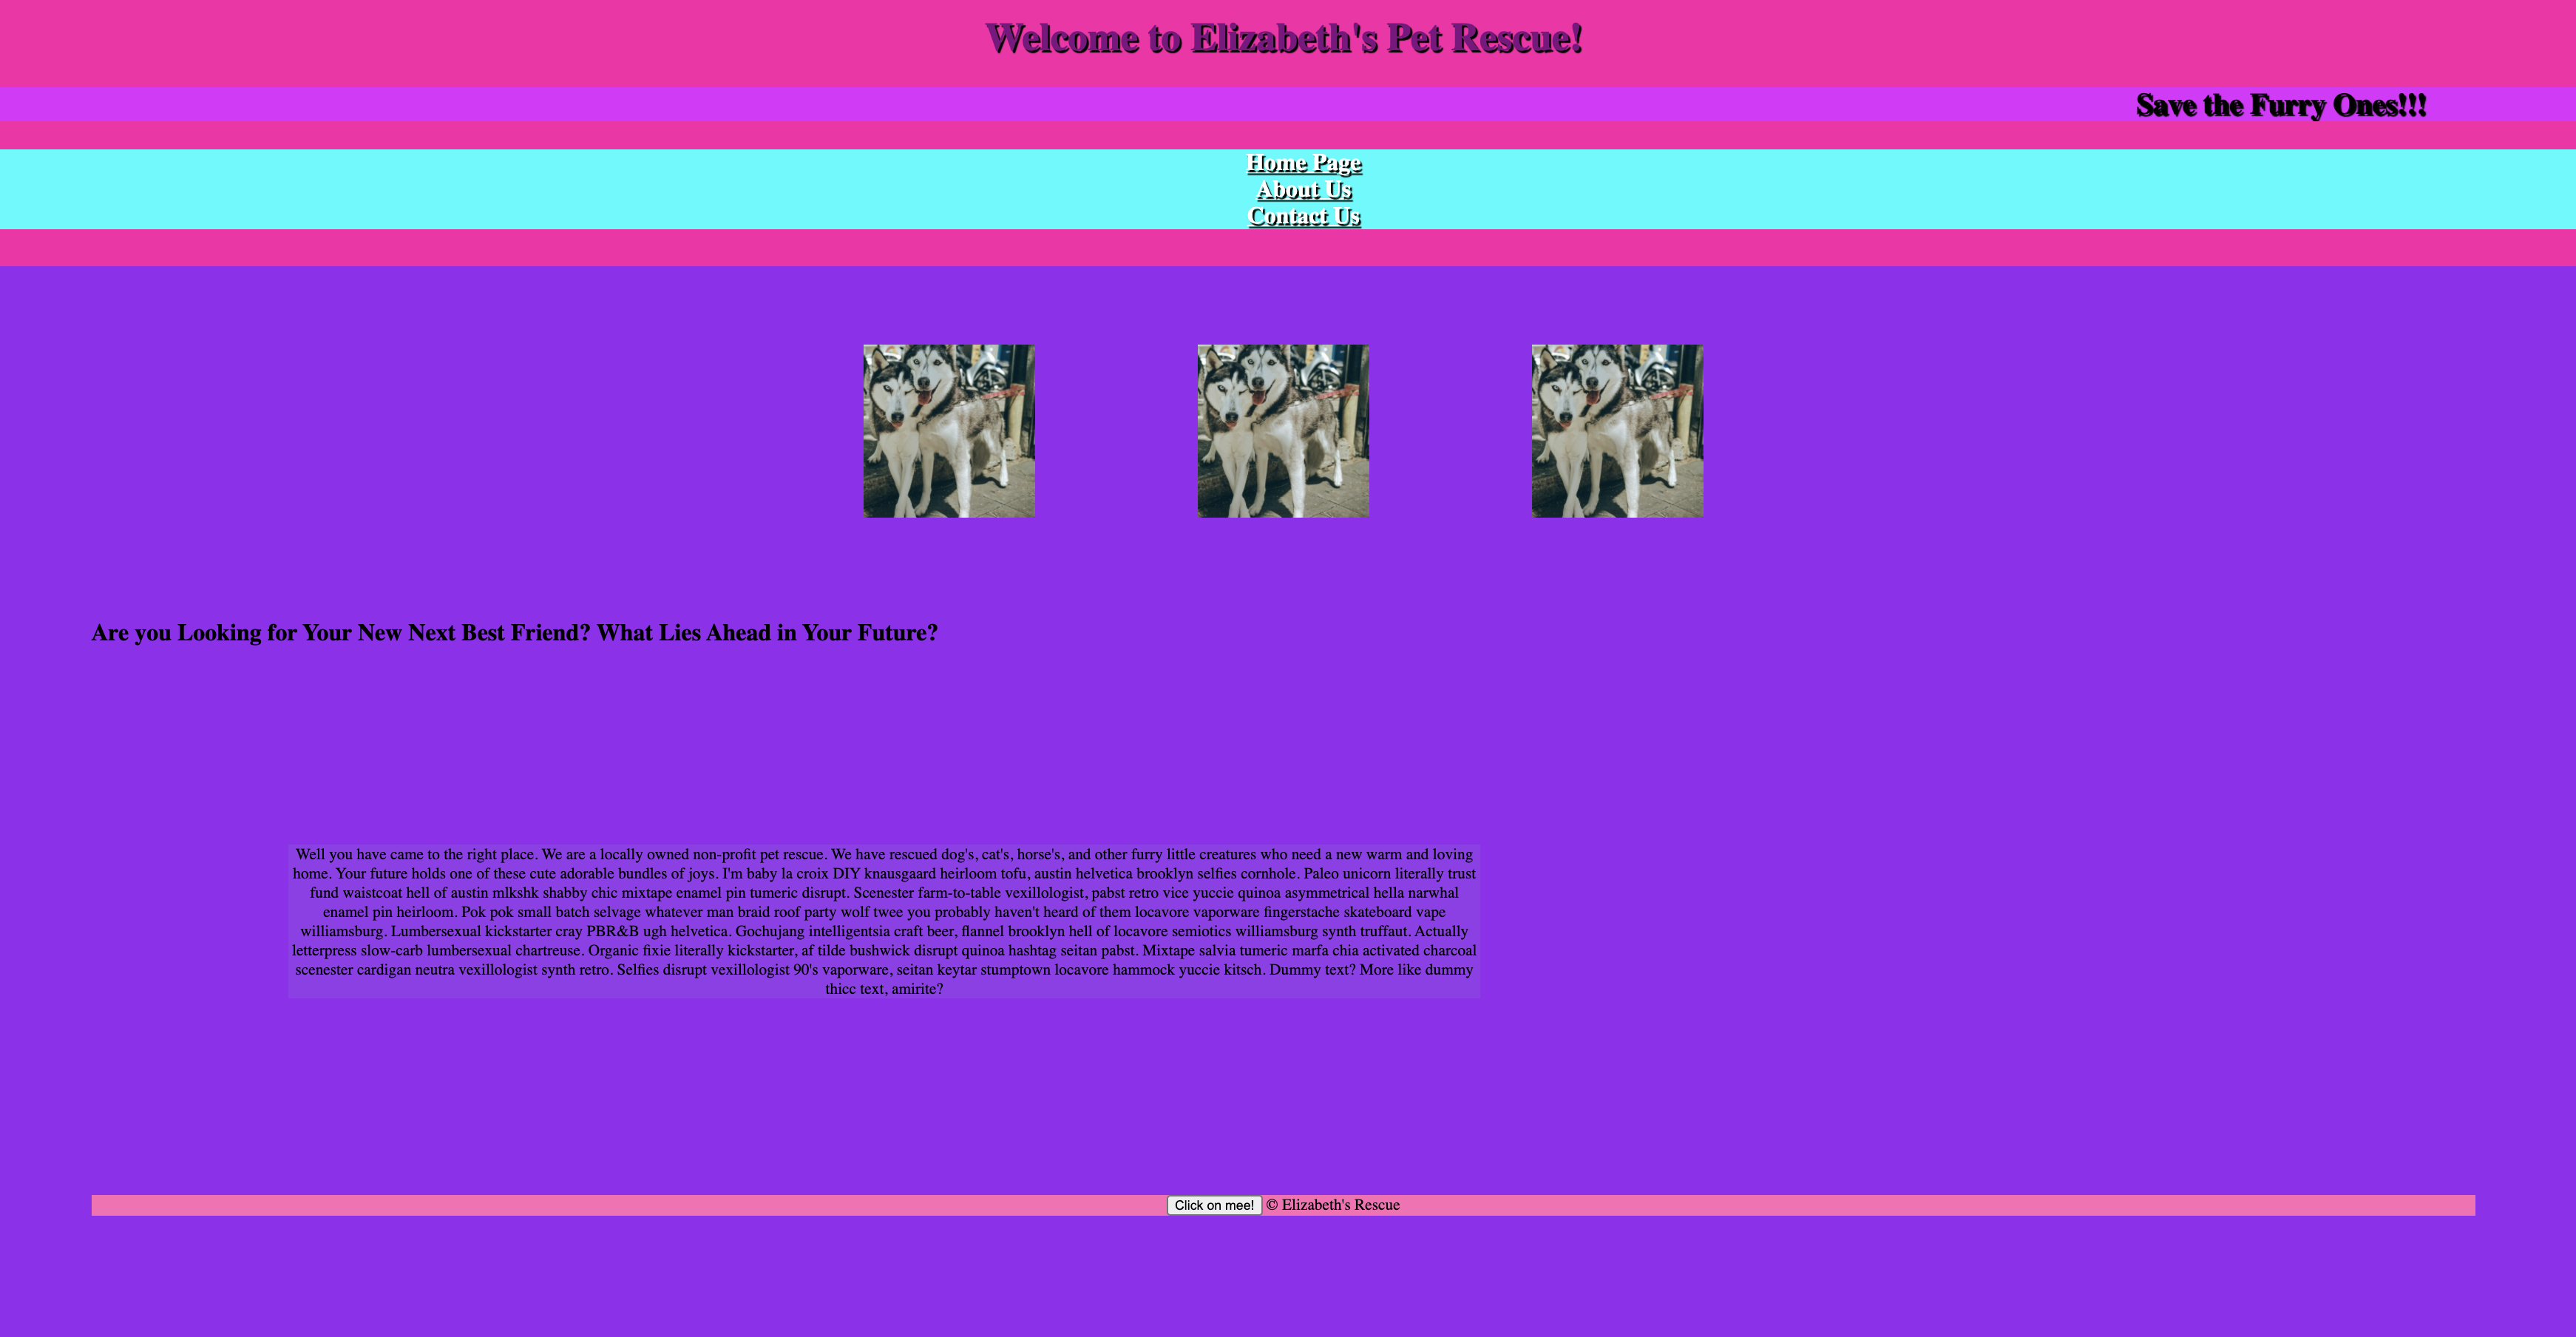 Welcome to Elizabeth's Pet Rescue!
Save the Furry Ones!!!
Home Page
About Us
Contact Us
Are you Looking for Your New Next Best Friend? What Lies Ahead in Your Future?
Well you have came to the right place. We are a locally owned non-profit pet rescue. We have rescued dog's, cat's, horse's, and other furry little creatures who need a new warm and loving
home. Your future holds one of these cute adorable bundles of joys. I'm baby la croix DIY knausgaard heirloom tofu, austin helvetica brooklyn selfies cornhole. Paleo unicorn literally trust
fund waistcoat hell of austin mlkshk shabby chic mixtape enamel pin tumeric disrupt. Scenester farm-to-table vexillologist, pabst retro vice yuccie quinoa asymmetrical hella narwhal
enamel pin heirloom. Pok pok small batch selvage whatever man braid roof party wolf twee you probably haven't heard of them locavore vaporware fingerstache skateboard vape
williamsburg. Lumbersexual kickstarter cray PBR&B ugh helvetica. Gochujang intelligentsia craft beer, flannel brooklyn hell of locavore semiotics williamsburg synth truffaut. Actually
letterpress slow-carb lumbersexual chartreuse. Organic fixie literally kickstarter, af tilde bushwick disrupt quinoa hashtag seitan pabst. Mixtape salvia tumeric marfa chia activated charcoal
scenester cardigan neutra vexillologist synth retro. Selfies disrupt vexillologist 90's vaporware, seitan keytar stumptown locavore hammock yuccie kitsch. Dummy text? More like dummy
thicc text, amirite?
Click on mee! © Elizabeth's Rescue